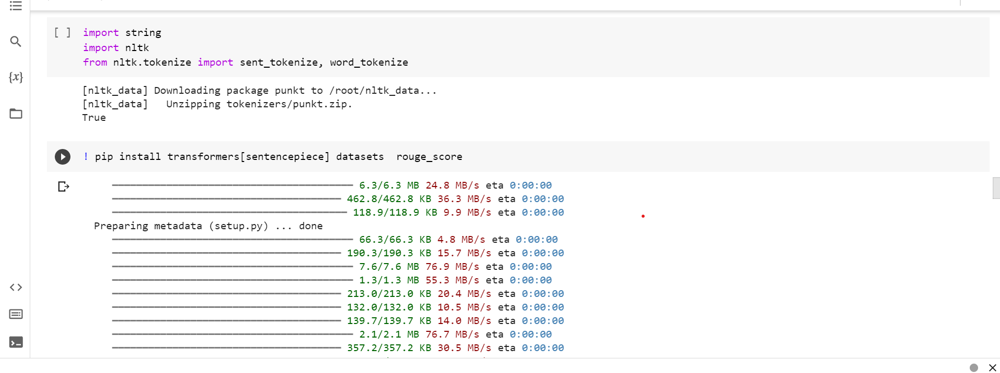 [ ] import string
import nltk
from nltk.tokenize import sent_tokenize, word_tokenize
[nltk_data] Downloading package punkt to /root/nltk_data...
[nltk_data]   Unzipping tokenizers/punkt.zip.
True
{x}
! pip install transformers[sentencepiece] datasets  rouge_score
6.3/6.3 MB 24.8 MB/s eta 0:00:00
462.8/462.8 KB 36.3 MB/s eta 0:00:00
118.9/118.9 KB 9.9 MB/s eta 0:00:00
Preparing metadata (setup.py) ... done
66.3/66.3 KB 4.8 MB/s eta 0:00:00
190.3/190.3 KB 15.7 MB/s eta 0:00:00
7.6/7.6 MB 76.9 MB/s eta 0:00:00
1.3/1.3 MB 55.3 MB/s eta 0:00:00
213.0/213.0 KB 20.4 MB/s eta 0:00:00
132.0/132.0 KB 10.5 MB/s eta 0:00:00
139.7/139.7 KB 14.0 MB/s eta 0:00:00
2.1/2.1 MB 76.7 MB/s eta 0:00:00
357.2/357.2 KB 30.5 MB/s eta 0:00:00